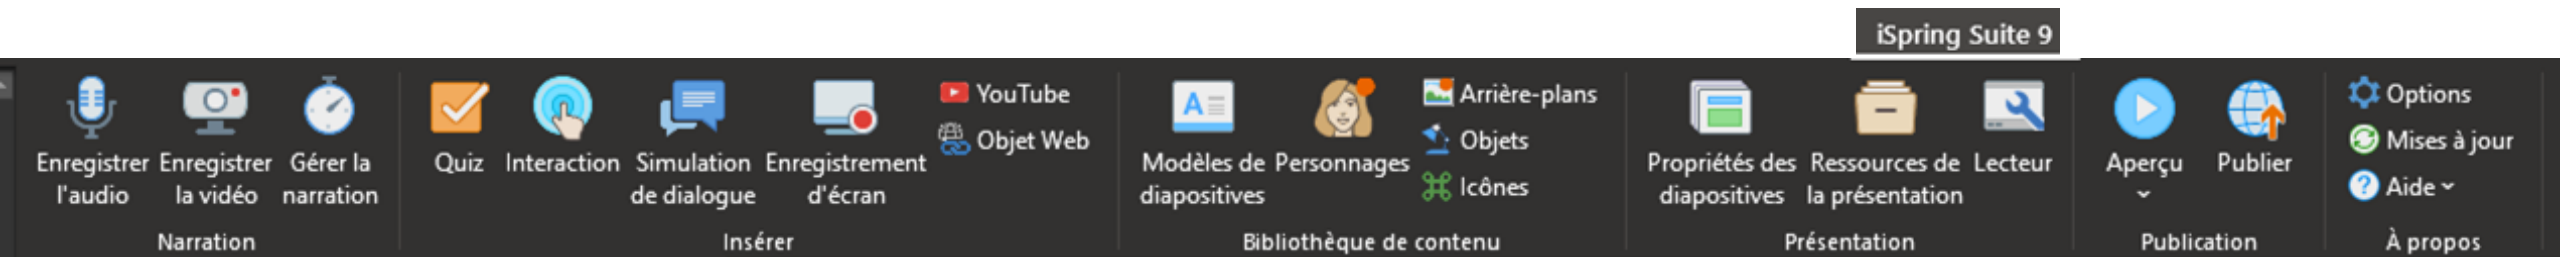 iSpring Suite 9
Enregistrer l'audio
Enregistrer la vidéo
Gérer la narration
Narration
Quiz
Interaction
Simulation de dialogue
Enregistrement d'écran
YouTube
Objet Web
Insérer
A
Modèles de diapositives
Personnages
Arrière-plans
Objets
Icônes
Bibliothèque de contenu
Propriétés des diapositives
Ressources de la présentation
Lecteur
Présentation
Aperçu
Publier
Publication
Options
Mises à jour
?
Aide
À propos